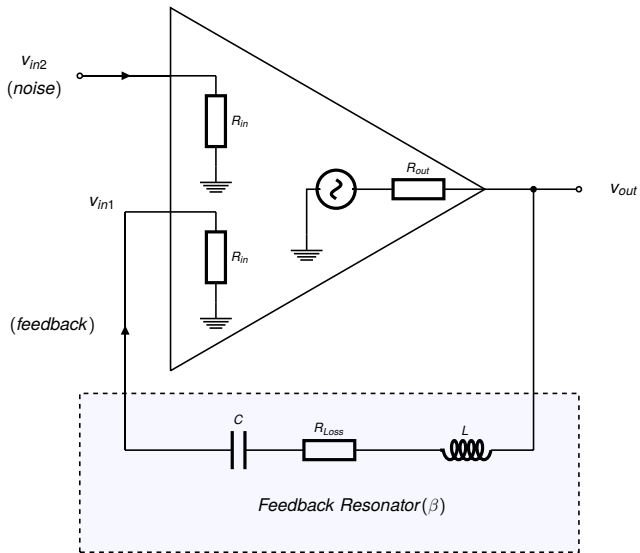 v_in2
(noise)
R_in
R_out
v_out
v_in1
R_in
(feedback)
C
R_Loss
L
Feedback Resonator(β)